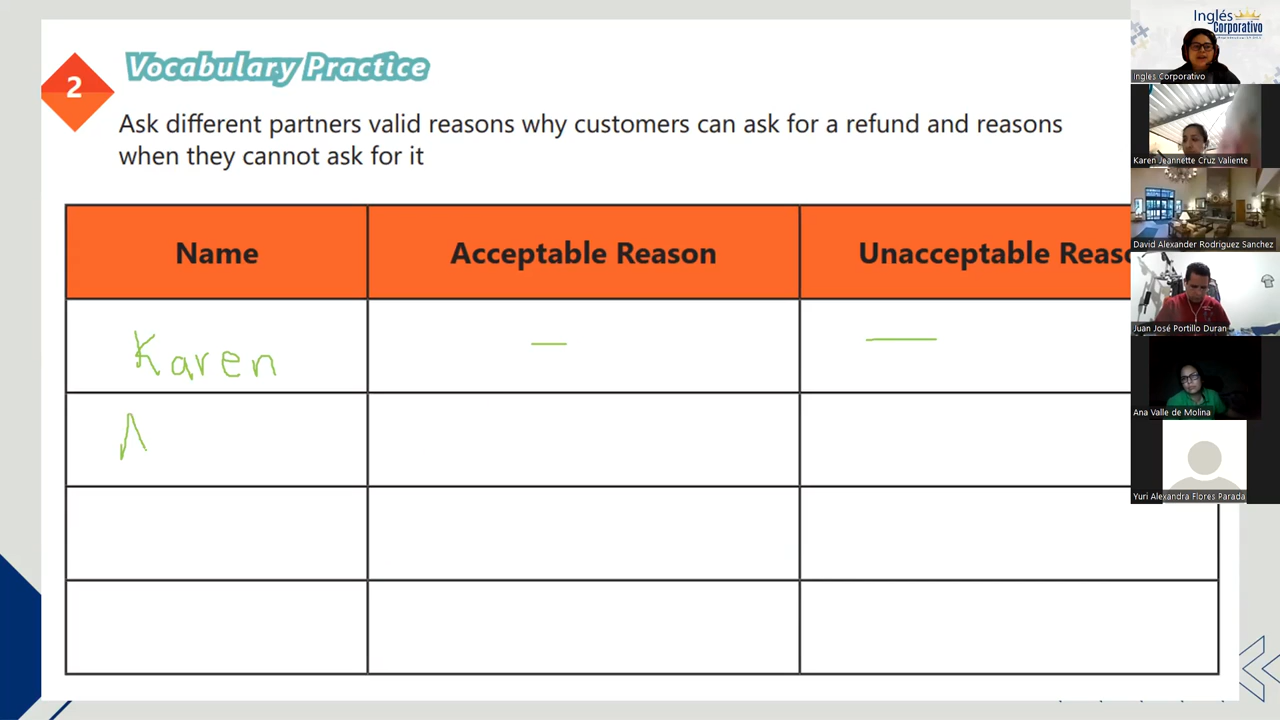 2
Vocabulary Practice
Ask different partners valid reasons why customers can ask for a refund and reasons
when they cannot ask for it
Name
Acceptable Reason
Unacceptable Reaso
Karen
A
Inglés
Corporativo
Ingles Corporativo
Karen Jeannette Cruz Valiente
David Alexander Rodriguez Sanchez
Juan José Portillo Duran
Ana Valle de Molina
Yuri Alexandra Flores Parada